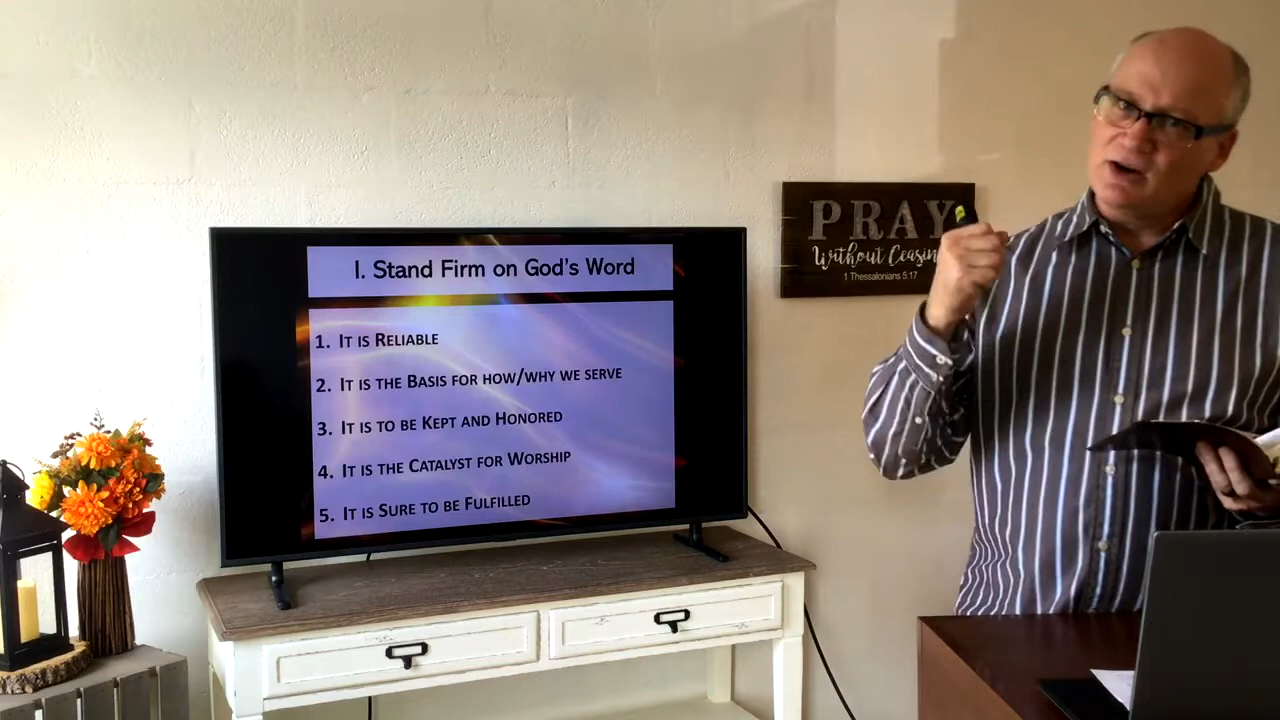 I. Stand Firm on God's Word
1. It is Reliable
2. It is the Basis for how/why we serve
3. It is to be Kept and Honored
4. It is the Catalyst for Worship
5. It is Sure to be Fulfilled
PRAY
Without Ceasin
1 Thessalonians 5:17